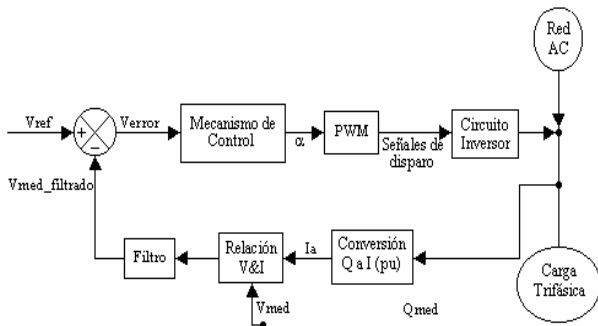 Red
AC
Vref
+
−
Verror
Mecanismo de
Control
α
PWM
Señales de
disparo
Circuito
Inversor
Vmed_filtrado
Filtro
Relación
V&I
Ia
Conversión
Q a I (pu)
Carga
Trifásica
Vmed
Qmed